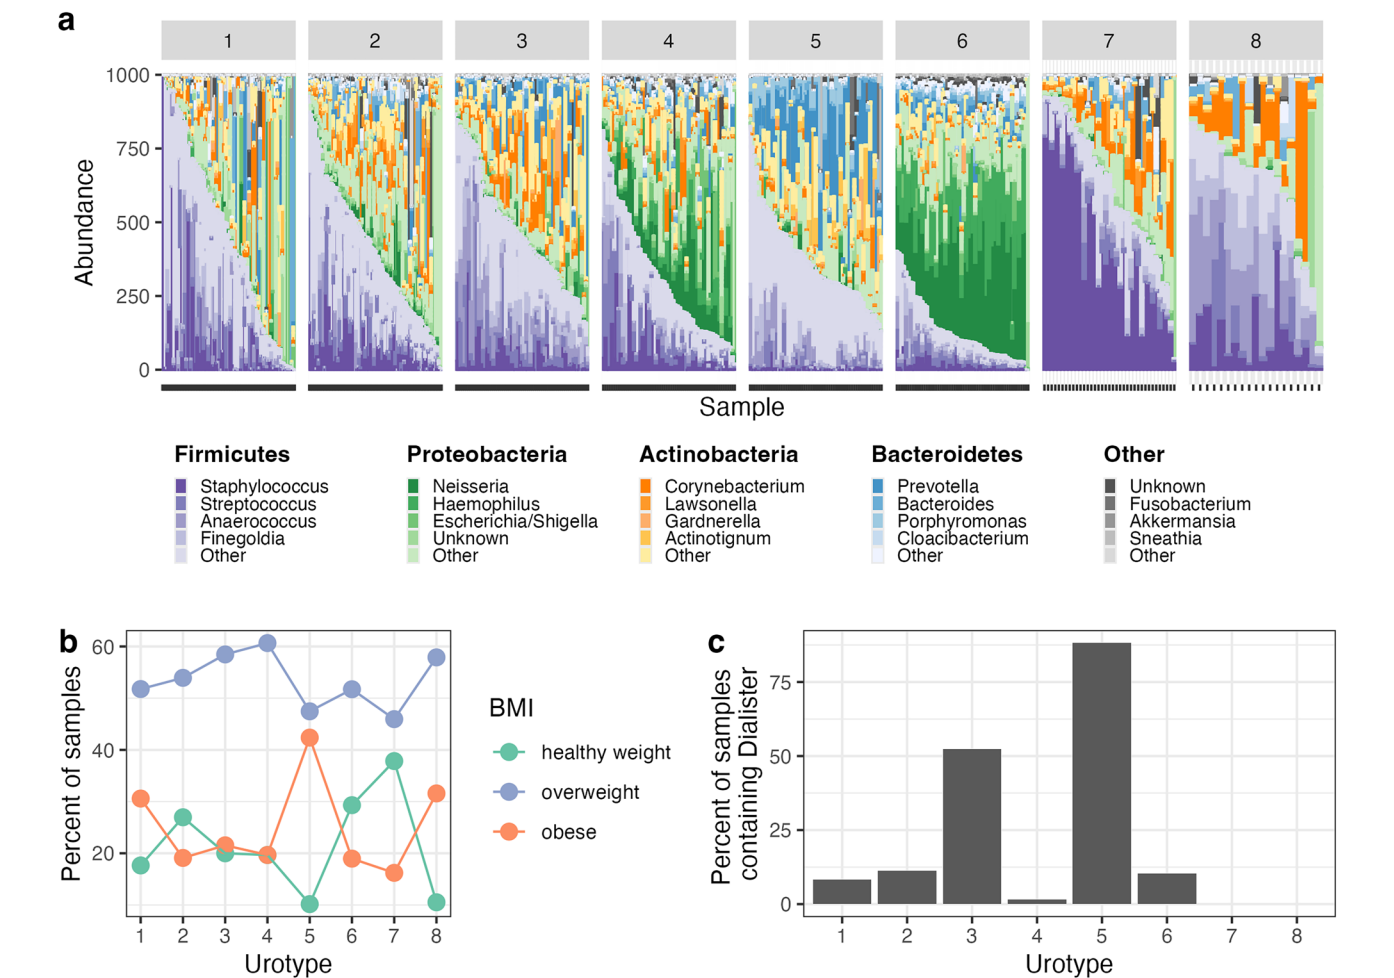 a
1 2 3 4 5 6 7 8
1000
750
500
250
0
Abundance
Sample
Firmicutes Proteobacteria Actinobacteria Bacteroidetes Other
Staphylococcus Neisseria Corynebacterium Prevotella Unknown
Streptococcus Haemophilus Lawsonella Bacteroides Fusobacterium
Anaerococcus Escherichia/Shigella Gardnerella Porphyromonas Akkermansia
Finegoldia Unknown Actinotignum Cloacibacterium Sneathia
Other Other Other Other Other
b
60
40
20
Percent of samples
1 2 3 4 5 6 7 8
Urotype
BMI
healthy weight
overweight
obese
c
75
50
25
0
Percent of samples
containing Dialister
1 2 3 4 5 6 7 8
Urotype